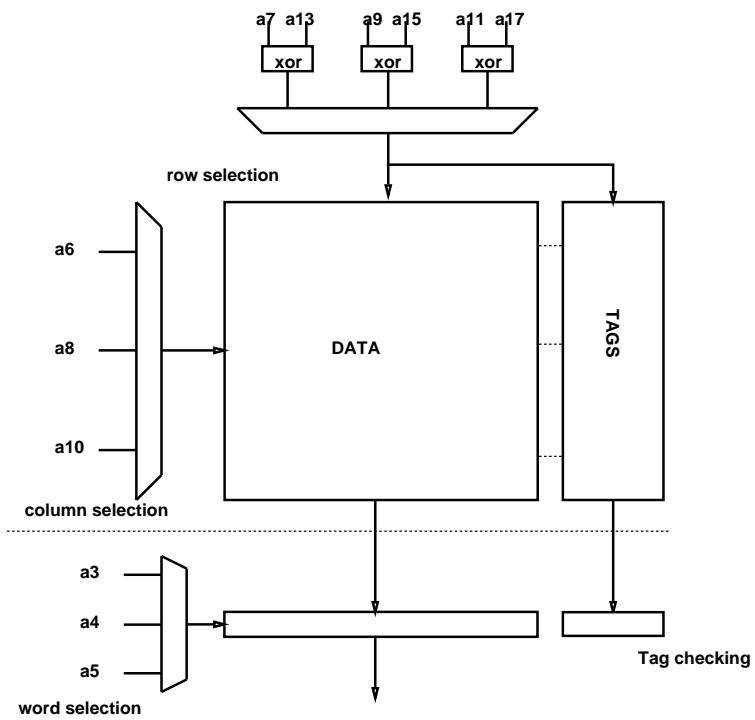 a7 a13 a9 a15 a11 a17
xor xor xor
row selection
a6
a8
a10
column selection
DATA
TAGS
a3
a4
a5
word selection
Tag checking